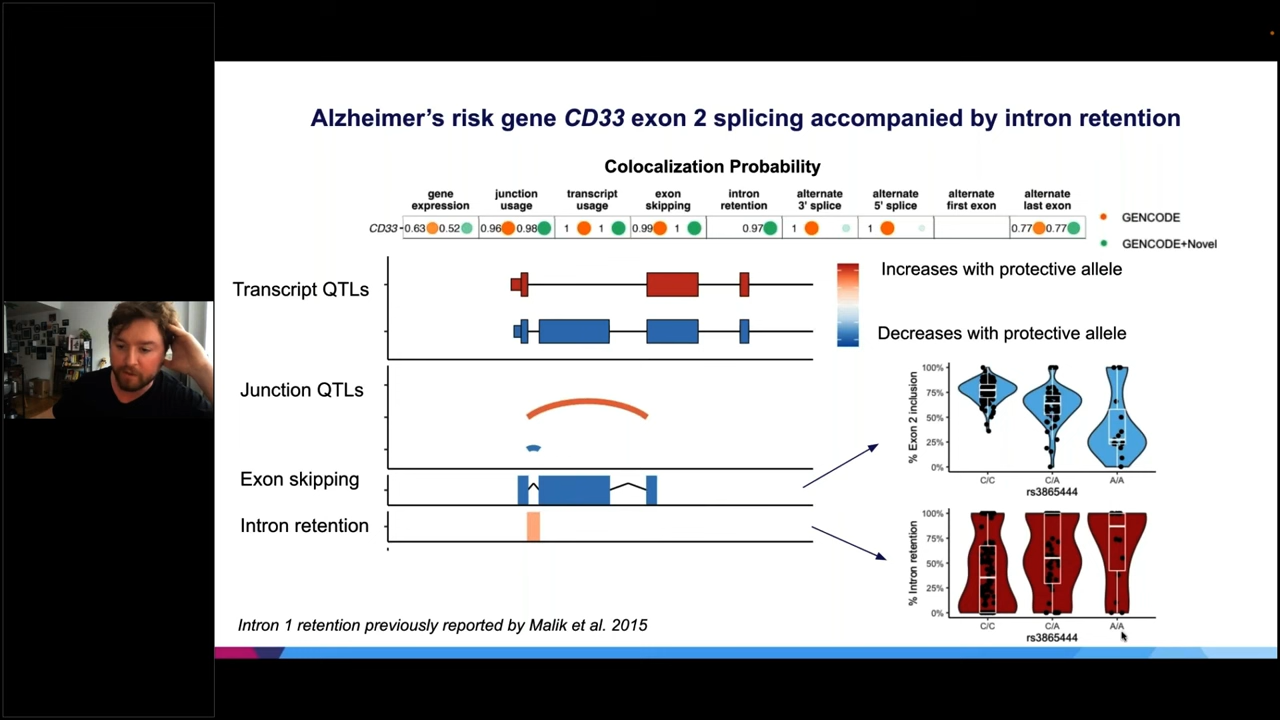 Alzheimer’s risk gene CD33 exon 2 splicing accompanied by intron retention
Colocalization Probability
gene expression
junction usage
transcript usage
exon skipping
intron retention
alternate 3' splice
alternate 5' splice
alternate first exon
alternate last exon
CD33 0.63 0.52 0.96 0.98 1 1 0.99 1 0.97 1 1 0.77 0.77
GENCODE
GENCODE+Novel
Transcript QTLs
Increases with protective allele
Decreases with protective allele
Junction QTLs
Exon skipping
Intron retention
% Exon 2 inclusion
100%
75%
50%
25%
0%
C/C C/A A/A
rs3865444
% Intron retention
100%
75%
50%
25%
0%
C/C C/A A/A
rs3865444
Intron 1 retention previously reported by Malik et al. 2015